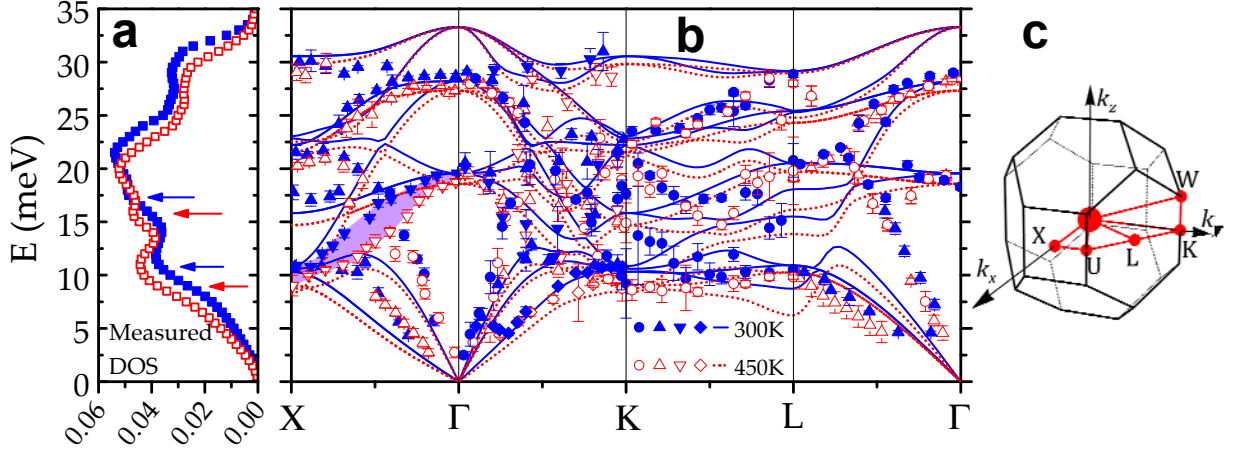 a
b
c
E (meV)
35
30
25
20
15
10
5
0
Measured
DOS
0.06
0.04
0.02
0.00
300K
450K
X
Γ
K
L
Γ
k_z
W
k_y
K
X
U
L
k_x